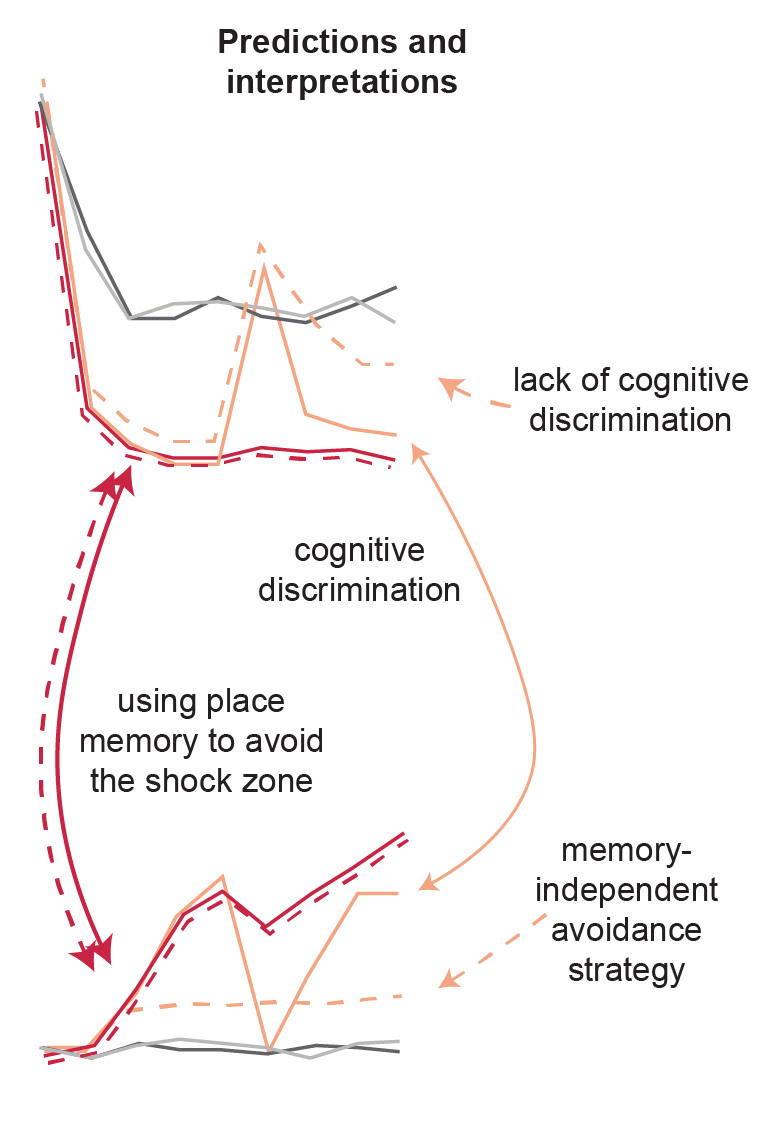 Predictions and
interpretations
lack of cognitive
discrimination
cognitive
discrimination
using place
memory to avoid
the shock zone
memory-
independent
avoidance
strategy